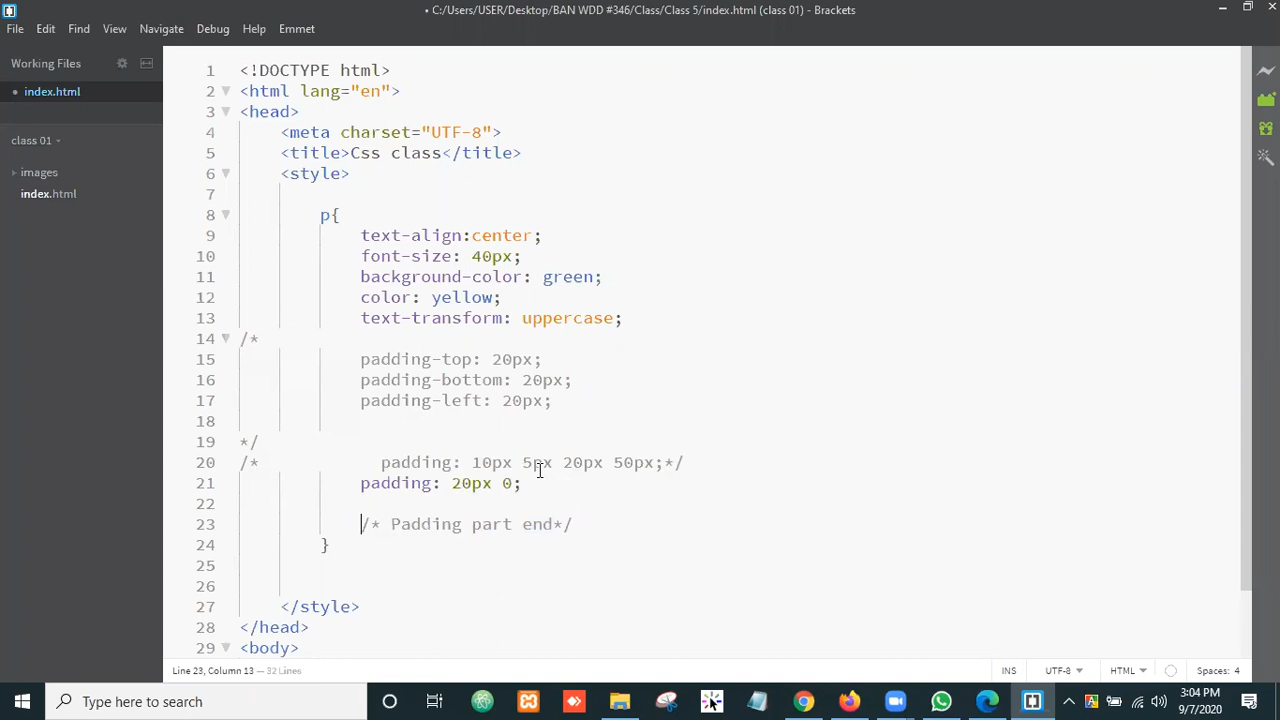 • C:/Users/USER/Desktop/BAN WDD #346/Class/Class 5/index.html (class 01) - Brackets
File Edit Find View Navigate Debug Help Emmet
Working Files
• index.html
class 01
images
index.html
1 <!DOCTYPE html>
2 <html lang="en">
3 <head>
4 <meta charset="UTF-8">
5 <title>Css class</title>
6 <style>
7
8 p{
9 text-align:center;
10 font-size: 40px;
11 background-color: green;
12 color: yellow;
13 text-transform: uppercase;
14 /*
15 padding-top: 20px;
16 padding-bottom: 20px;
17 padding-left: 20px;
18
19 */
20 /* padding: 10px 5px 20px 50px;*/
21 padding: 20px 0;
22
23 /* Padding part end*/
24 }
25
26
27 </style>
28 </head>
29 <body>
Line 23, Column 13 — 32 Lines
INS UTF-8 HTML Spaces: 4
Type here to search
3:04 PM
9/7/2020